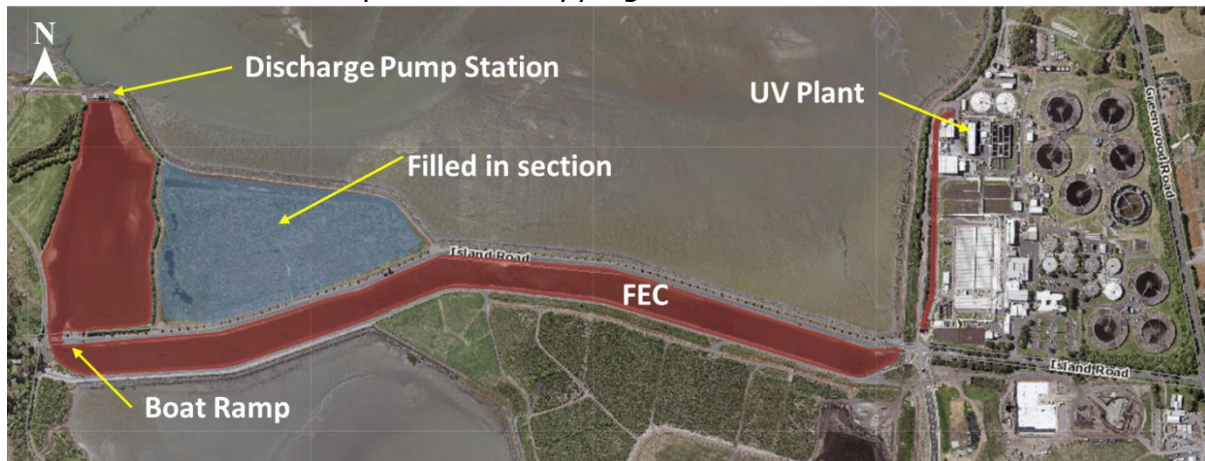 N
Discharge Pump Station
UV Plant
Filled in section
Greenwood Road
Island Road
FEC
Island Road
Boat Ramp